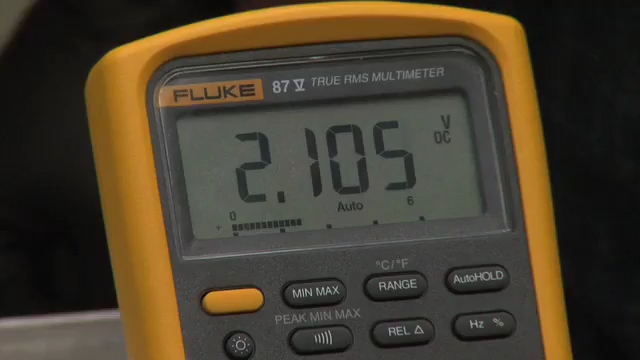 FLUKE 87 V TRUE RMS MULTIMETER
2.105 V DC
Auto
0 6
°C/°F
MIN MAX RANGE AutoHOLD
PEAK MIN MAX
REL △ Hz %